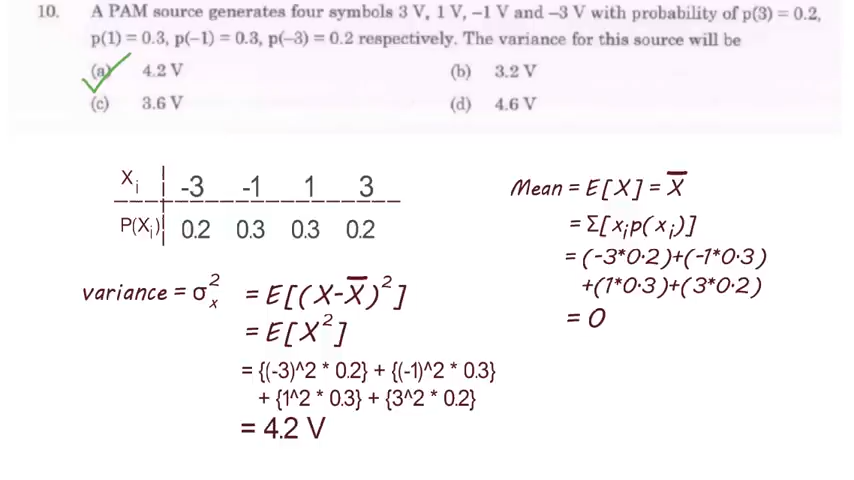 10. A PAM source generates four symbols 3 V, 1 V, −1 V and −3 V with probability of p(3) = 0.2,
p(1) = 0.3, p(−1) = 0.3, p(−3) = 0.2 respectively. The variance for this source will be
(a) 4.2 V (b) 3.2 V
(c) 3.6 V (d) 4.6 V
Xᵢ -3 -1 1 3
P(Xᵢ) 0.2 0.3 0.3 0.2
Mean = E[X] = X̅
= Σ[xᵢp(xᵢ)]
= (-3*0.2)+(-1*0.3)
+(1*0.3)+(3*0.2)
= 0
variance = σₓ² = E[(X-X̅)²]
= E[X²]
= {(-3)^2 * 0.2} + {(-1)^2 * 0.3}
+ {1^2 * 0.3} + {3^2 * 0.2}
= 4.2 V